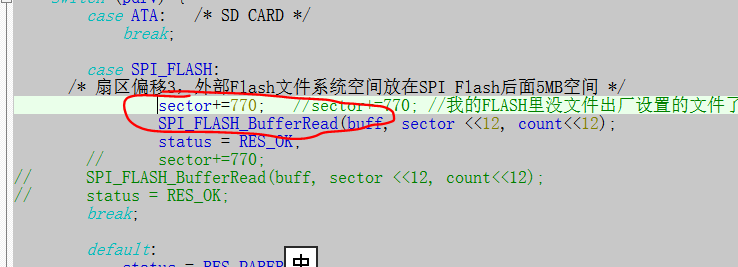 switch (pdrv) {
case ATA:  /* SD CARD */
break;
case SPI_FLASH:
/* 扇区偏移3，外部Flash文件系统空间放在SPI Flash后面5MB空间 */
sector+=770;  //sector+=770; //我的FLASH里没文件出厂设置的文件了
SPI_FLASH_BufferRead(buff, sector <<12, count<<12);
status = RES_OK;
//  sector+=770;
//  SPI_FLASH_BufferRead(buff, sector <<12, count<<12);
//  status = RES_OK;
break;
default:
status = RES_PARERR
中